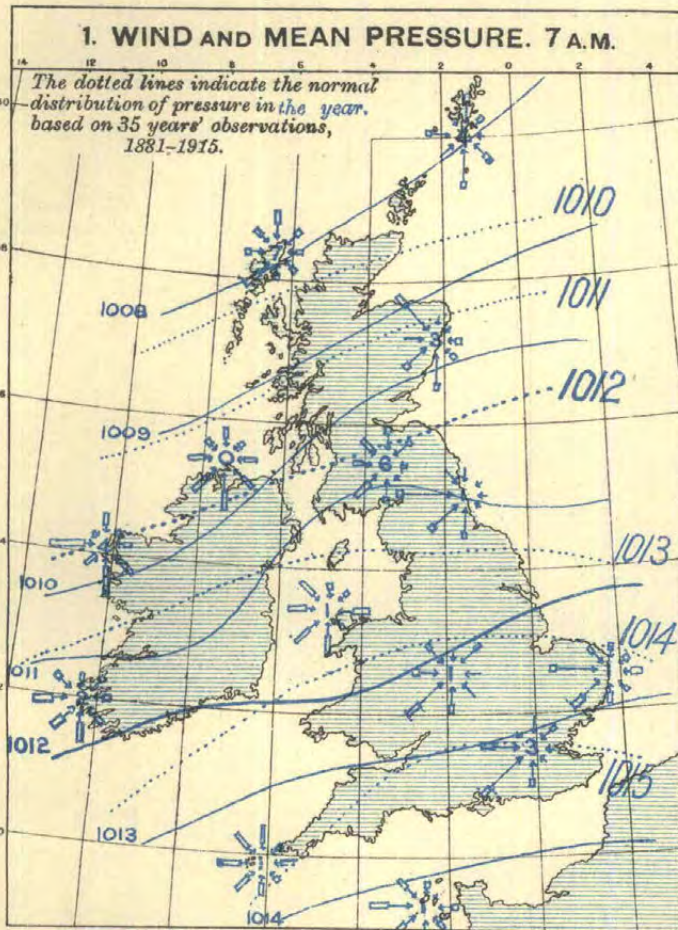 1. WIND AND MEAN PRESSURE. 7 A.M.
14 12 10 8 6 4 2 0 2 4
The dotted lines indicate the normal
distribution of pressure in the year.
based on 35 years' observations,
1881-1915.
1010
1008
1011
1009
1012
1013
1010
1014
1011
1012
1015
1013
1014